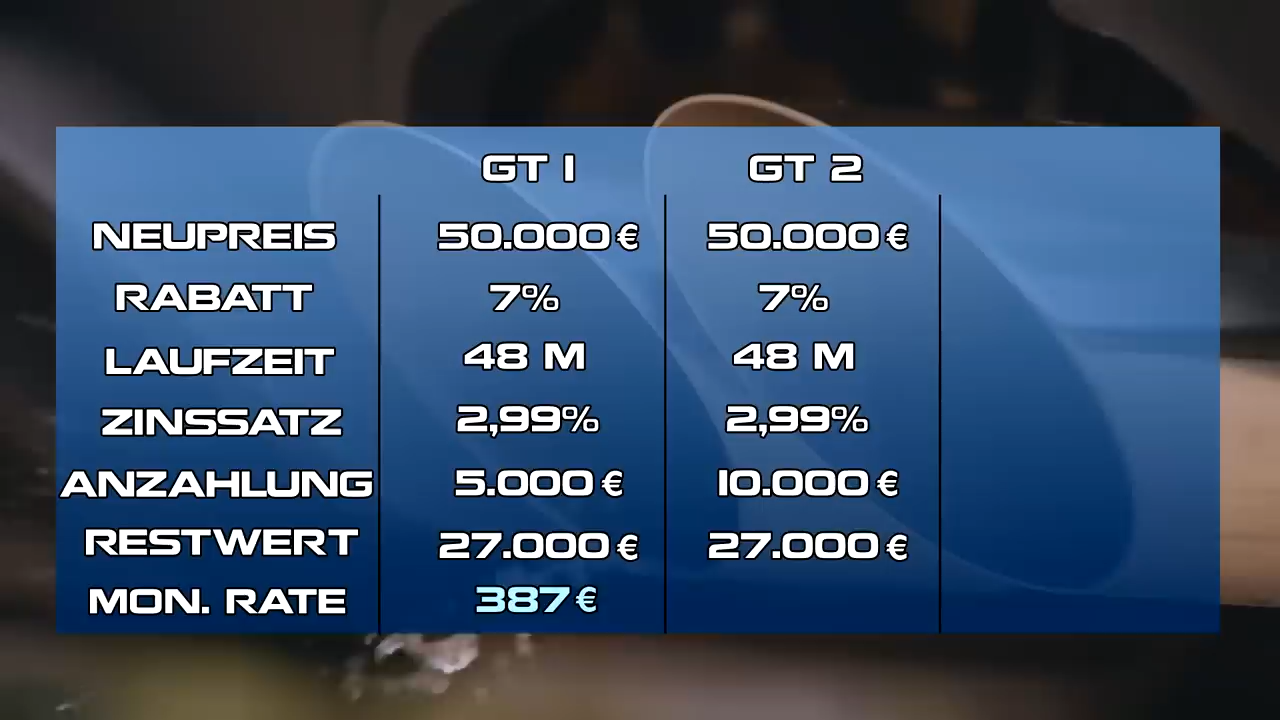 GT 1 GT 2
NEUPREIS 50.000 € 50.000 €
RABATT 7% 7%
LAUFZEIT 48 M 48 M
ZINSSATZ 2,99% 2,99%
ANZAHLUNG 5.000 € 10.000 €
RESTWERT 27.000 € 27.000 €
MON. RATE 387 €